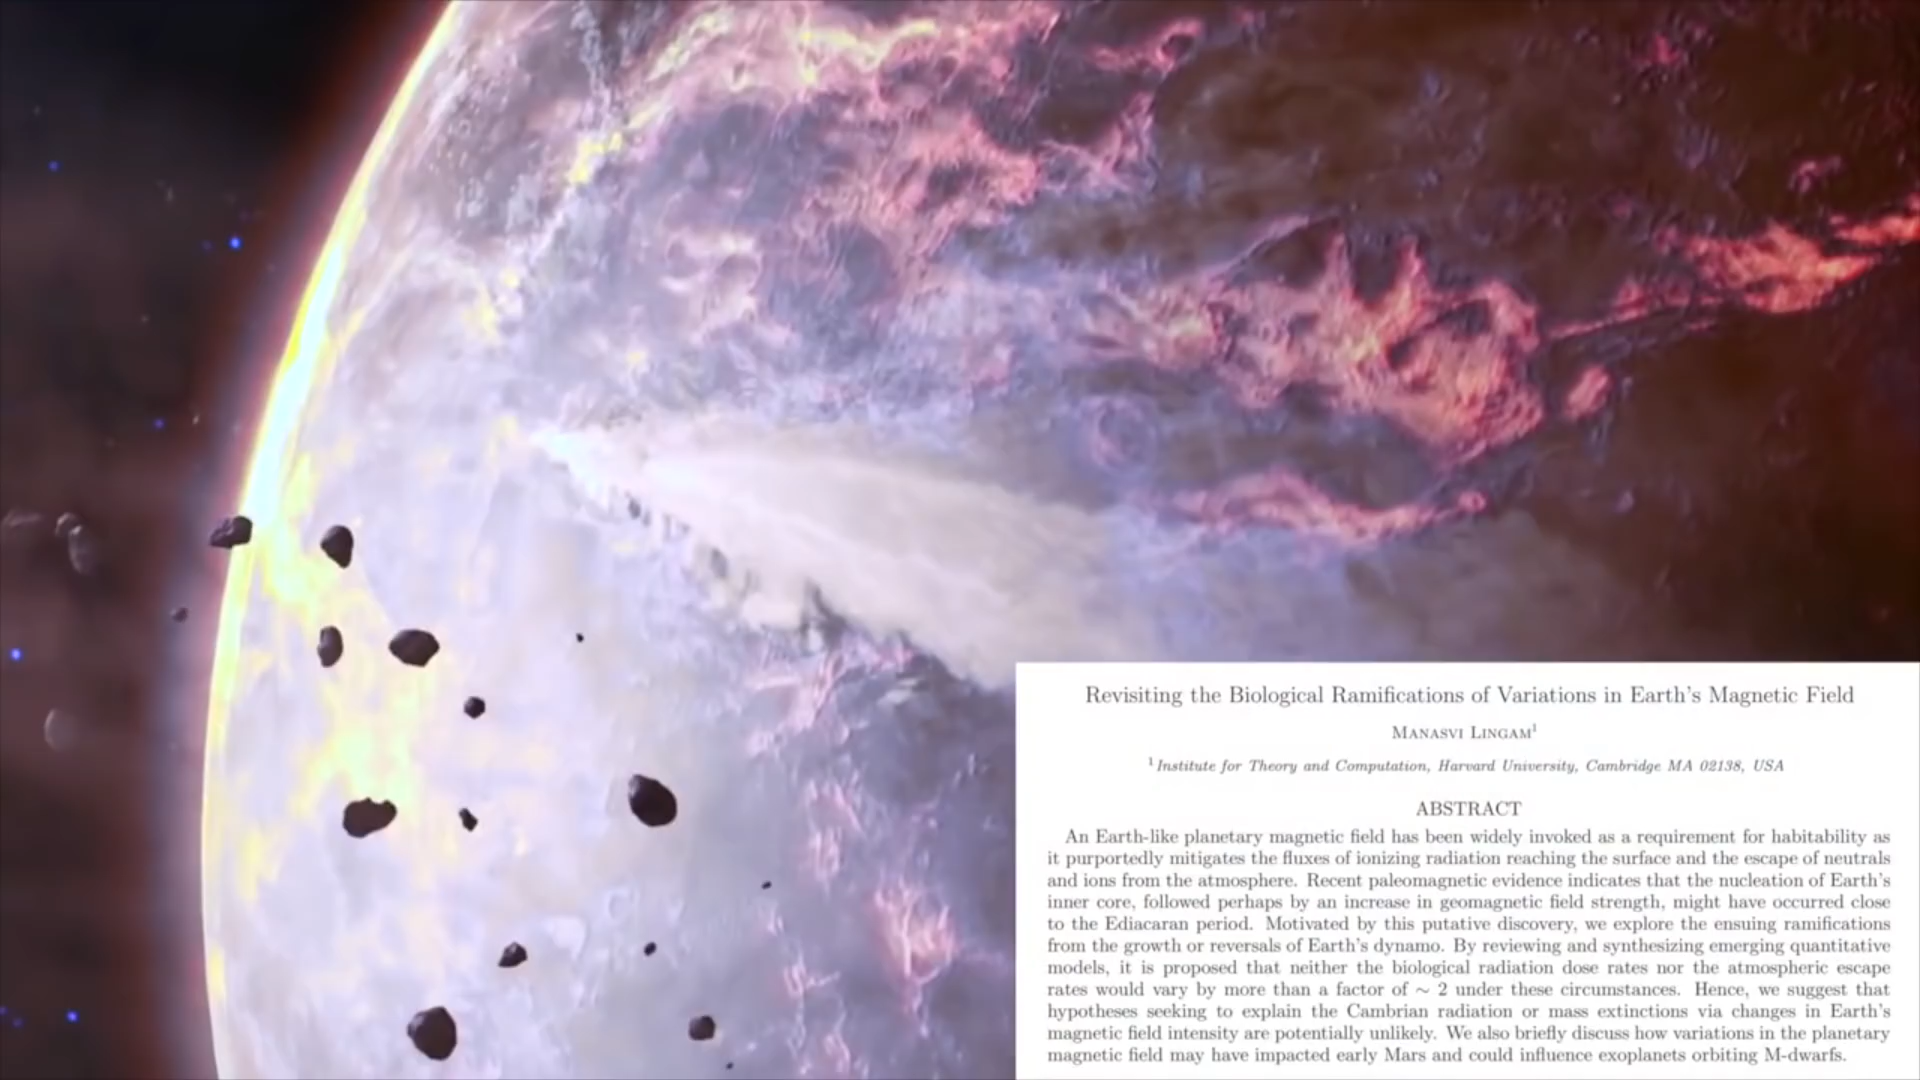 Revisiting the Biological Ramifications of Variations in Earth's Magnetic Field
Manasvi Lingam¹
¹ Institute for Theory and Computation, Harvard University, Cambridge MA 02138, USA
ABSTRACT
An Earth-like planetary magnetic field has been widely invoked as a requirement for habitability as
it purportedly mitigates the fluxes of ionizing radiation reaching the surface and the escape of neutrals
and ions from the atmosphere. Recent paleomagnetic evidence indicates that the nucleation of Earth's
inner core, followed perhaps by an increase in geomagnetic field strength, might have occurred close
to the Ediacaran period. Motivated by this putative discovery, we explore the ensuing ramifications
from the growth or reversals of Earth's dynamo. By reviewing and synthesizing emerging quantitative
models, it is proposed that neither the biological radiation dose rates nor the atmospheric escape
rates would vary by more than a factor of ∼ 2 under these circumstances. Hence, we suggest that
hypotheses seeking to explain the Cambrian radiation or mass extinctions via changes in Earth's
magnetic field intensity are potentially unlikely. We also briefly discuss how variations in the planetary
magnetic field may have impacted early Mars and could influence exoplanets orbiting M-dwarfs.